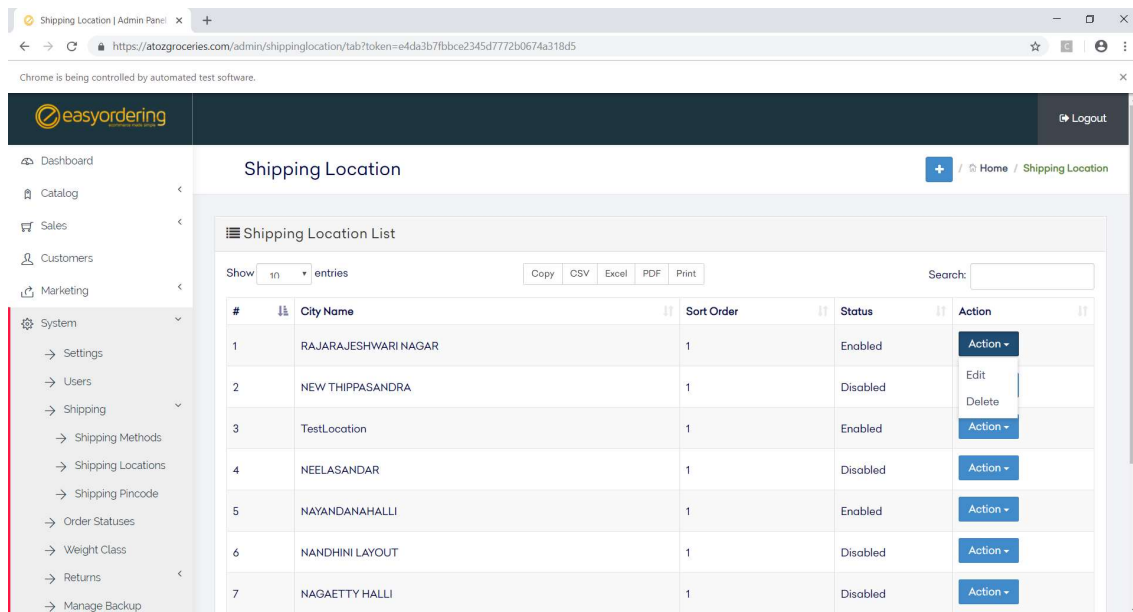 Shipping Location | Admin Panel
https://atozgroceries.com/admin/shippinglocation/tab?token=e4da3b7fbbce2345d7772b0674a318d5
Chrome is being controlled by automated test software.
easyordering
Logout
Dashboard
Catalog
Sales
Customers
Marketing
System
Settings
Users
Shipping
Shipping Methods
Shipping Locations
Shipping Pincode
Order Statuses
Weight Class
Returns
Manage Backup
Shipping Location
+ / Home / Shipping Location
Shipping Location List
Show 10 entries
Copy CSV Excel PDF Print
Search:
# City Name Sort Order Status Action
1 RAJARAJESHWARI NAGAR 1 Enabled Action
Edit
Delete
2 NEW THIPPASANDRA 1 Disabled
3 TestLocation 1 Enabled Action
4 NEELASANDAR 1 Disabled Action
5 NAYANDANAHALLI 1 Enabled Action
6 NANDHINI LAYOUT 1 Disabled Action
7 NAGAETTY HALLI 1 Disabled Action